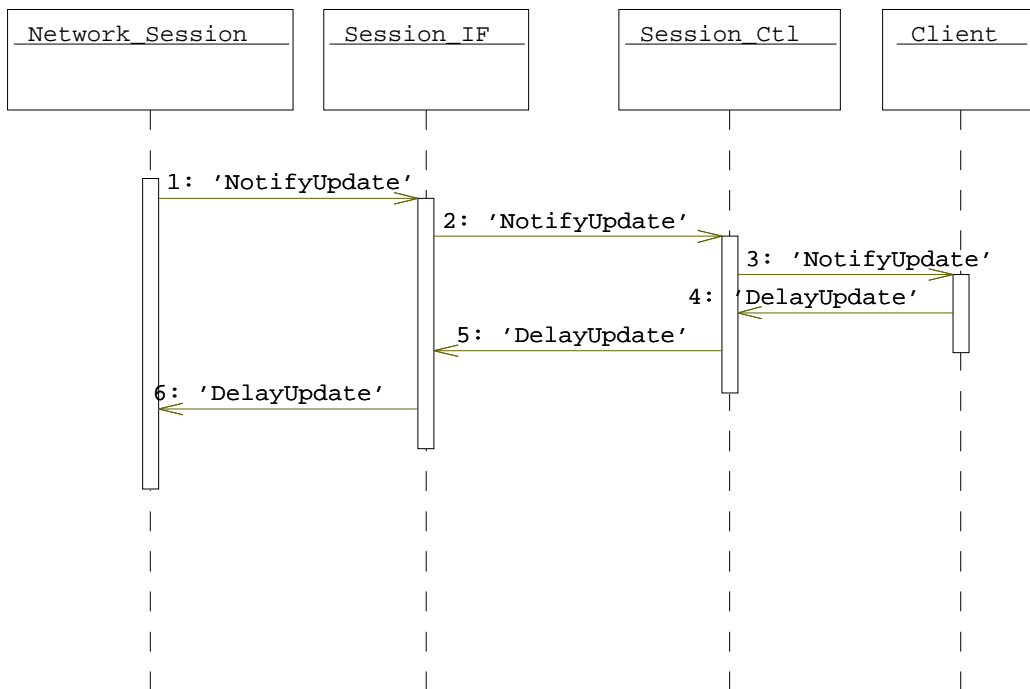 Network_Session
Session_IF
Session_Ctl
Client
1: 'NotifyUpdate'
2: 'NotifyUpdate'
3: 'NotifyUpdate'
4: 'DelayUpdate'
5: 'DelayUpdate'
6: 'DelayUpdate'